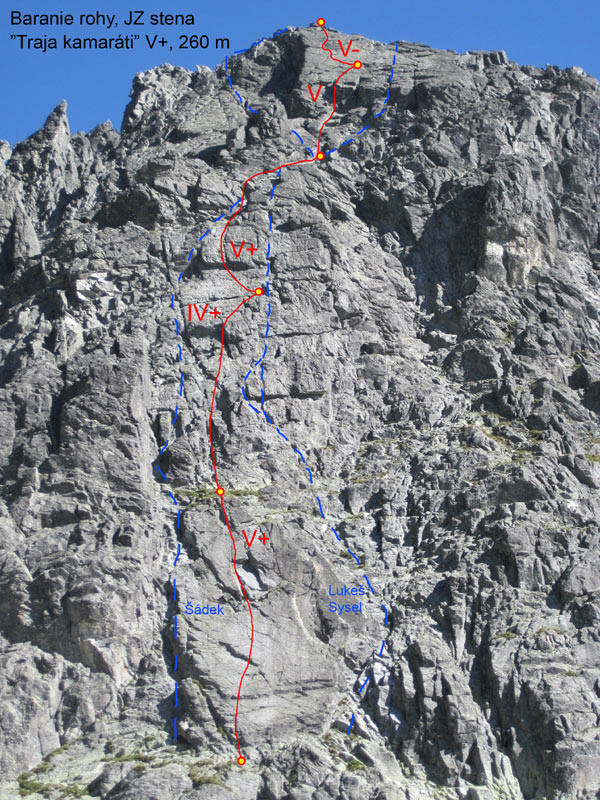 Baranie rohy, JZ stena
"Traja kamaráti" V+, 260 m
V-
V
V+
IV+
V+
Šádek
Lukeš
Sysel